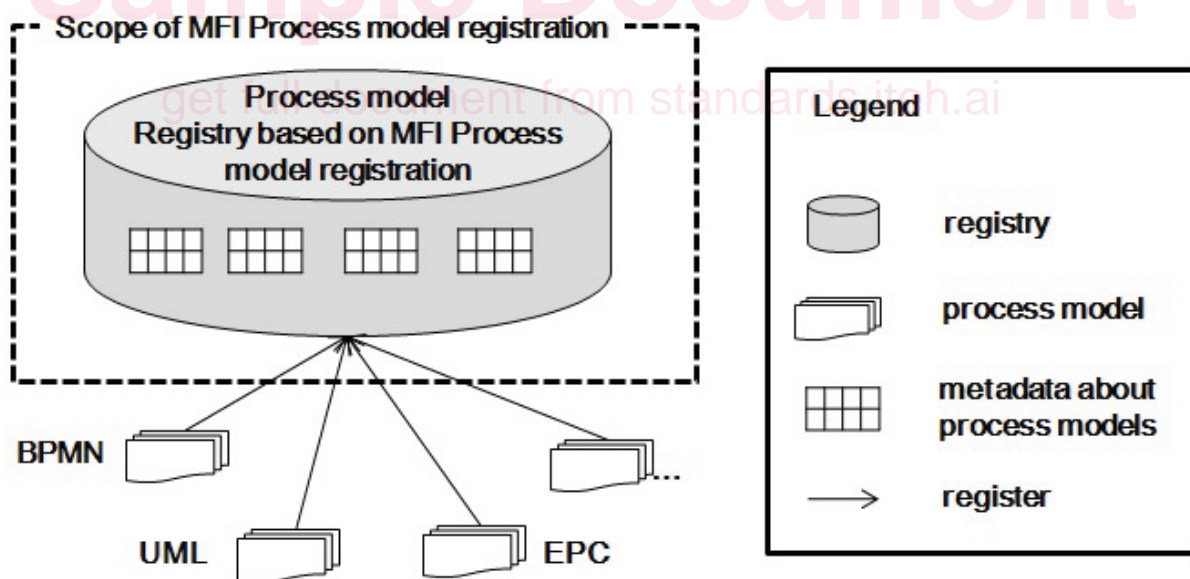 Sample Document
Scope of MFI Process model registration
get full document from standards.iteh.ai
Process model
Registry based on MFI Process
model registration
BPMN
...
UML
EPC
Legend
registry
process model
metadata about
process models
register